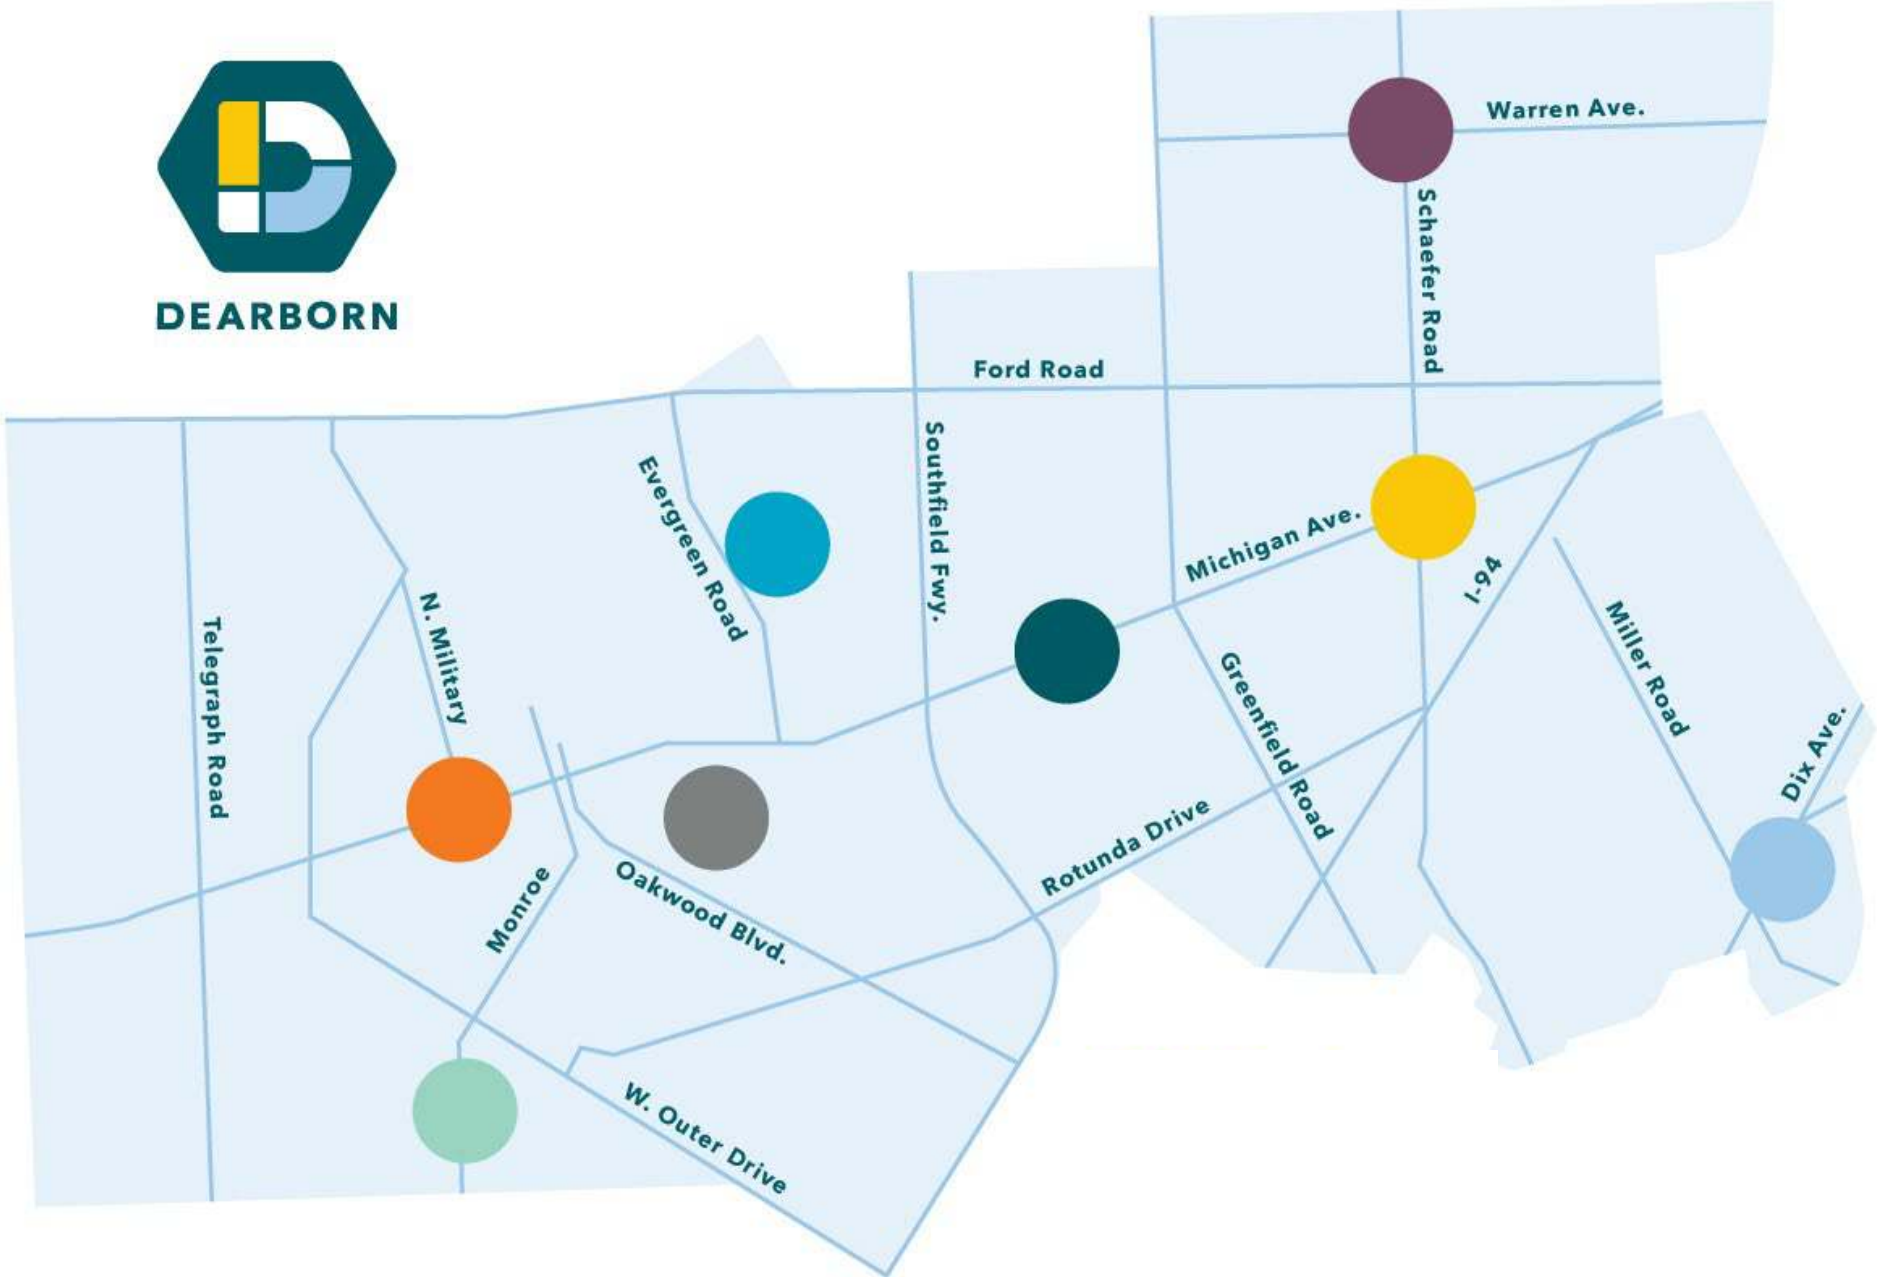 DEARBORN
Warren Ave.
Schaefer Road
Ford Road
Southfield Fwy.
Evergreen Road
Michigan Ave.
I-94
N. Military
Telegraph Road
Miller Road
Greenfield Road
Dix Ave.
Rotunda Drive
Monroe
Oakwood Blvd.
W. Outer Drive